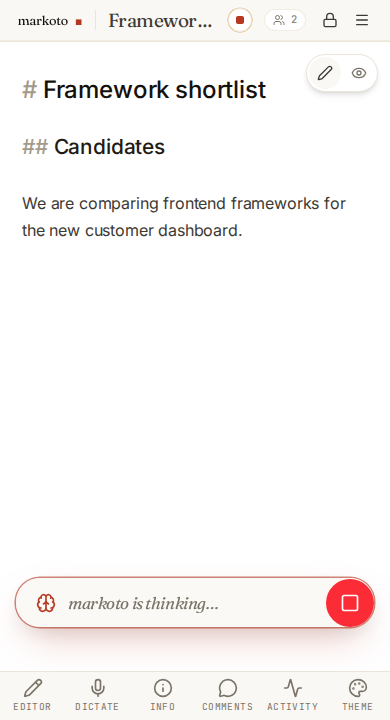 markoto
Framewor...
2
# Framework shortlist
## Candidates
We are comparing frontend frameworks for
the new customer dashboard.
markoto is thinking...
EDITOR DICTATE INFO COMMENTS ACTIVITY THEME